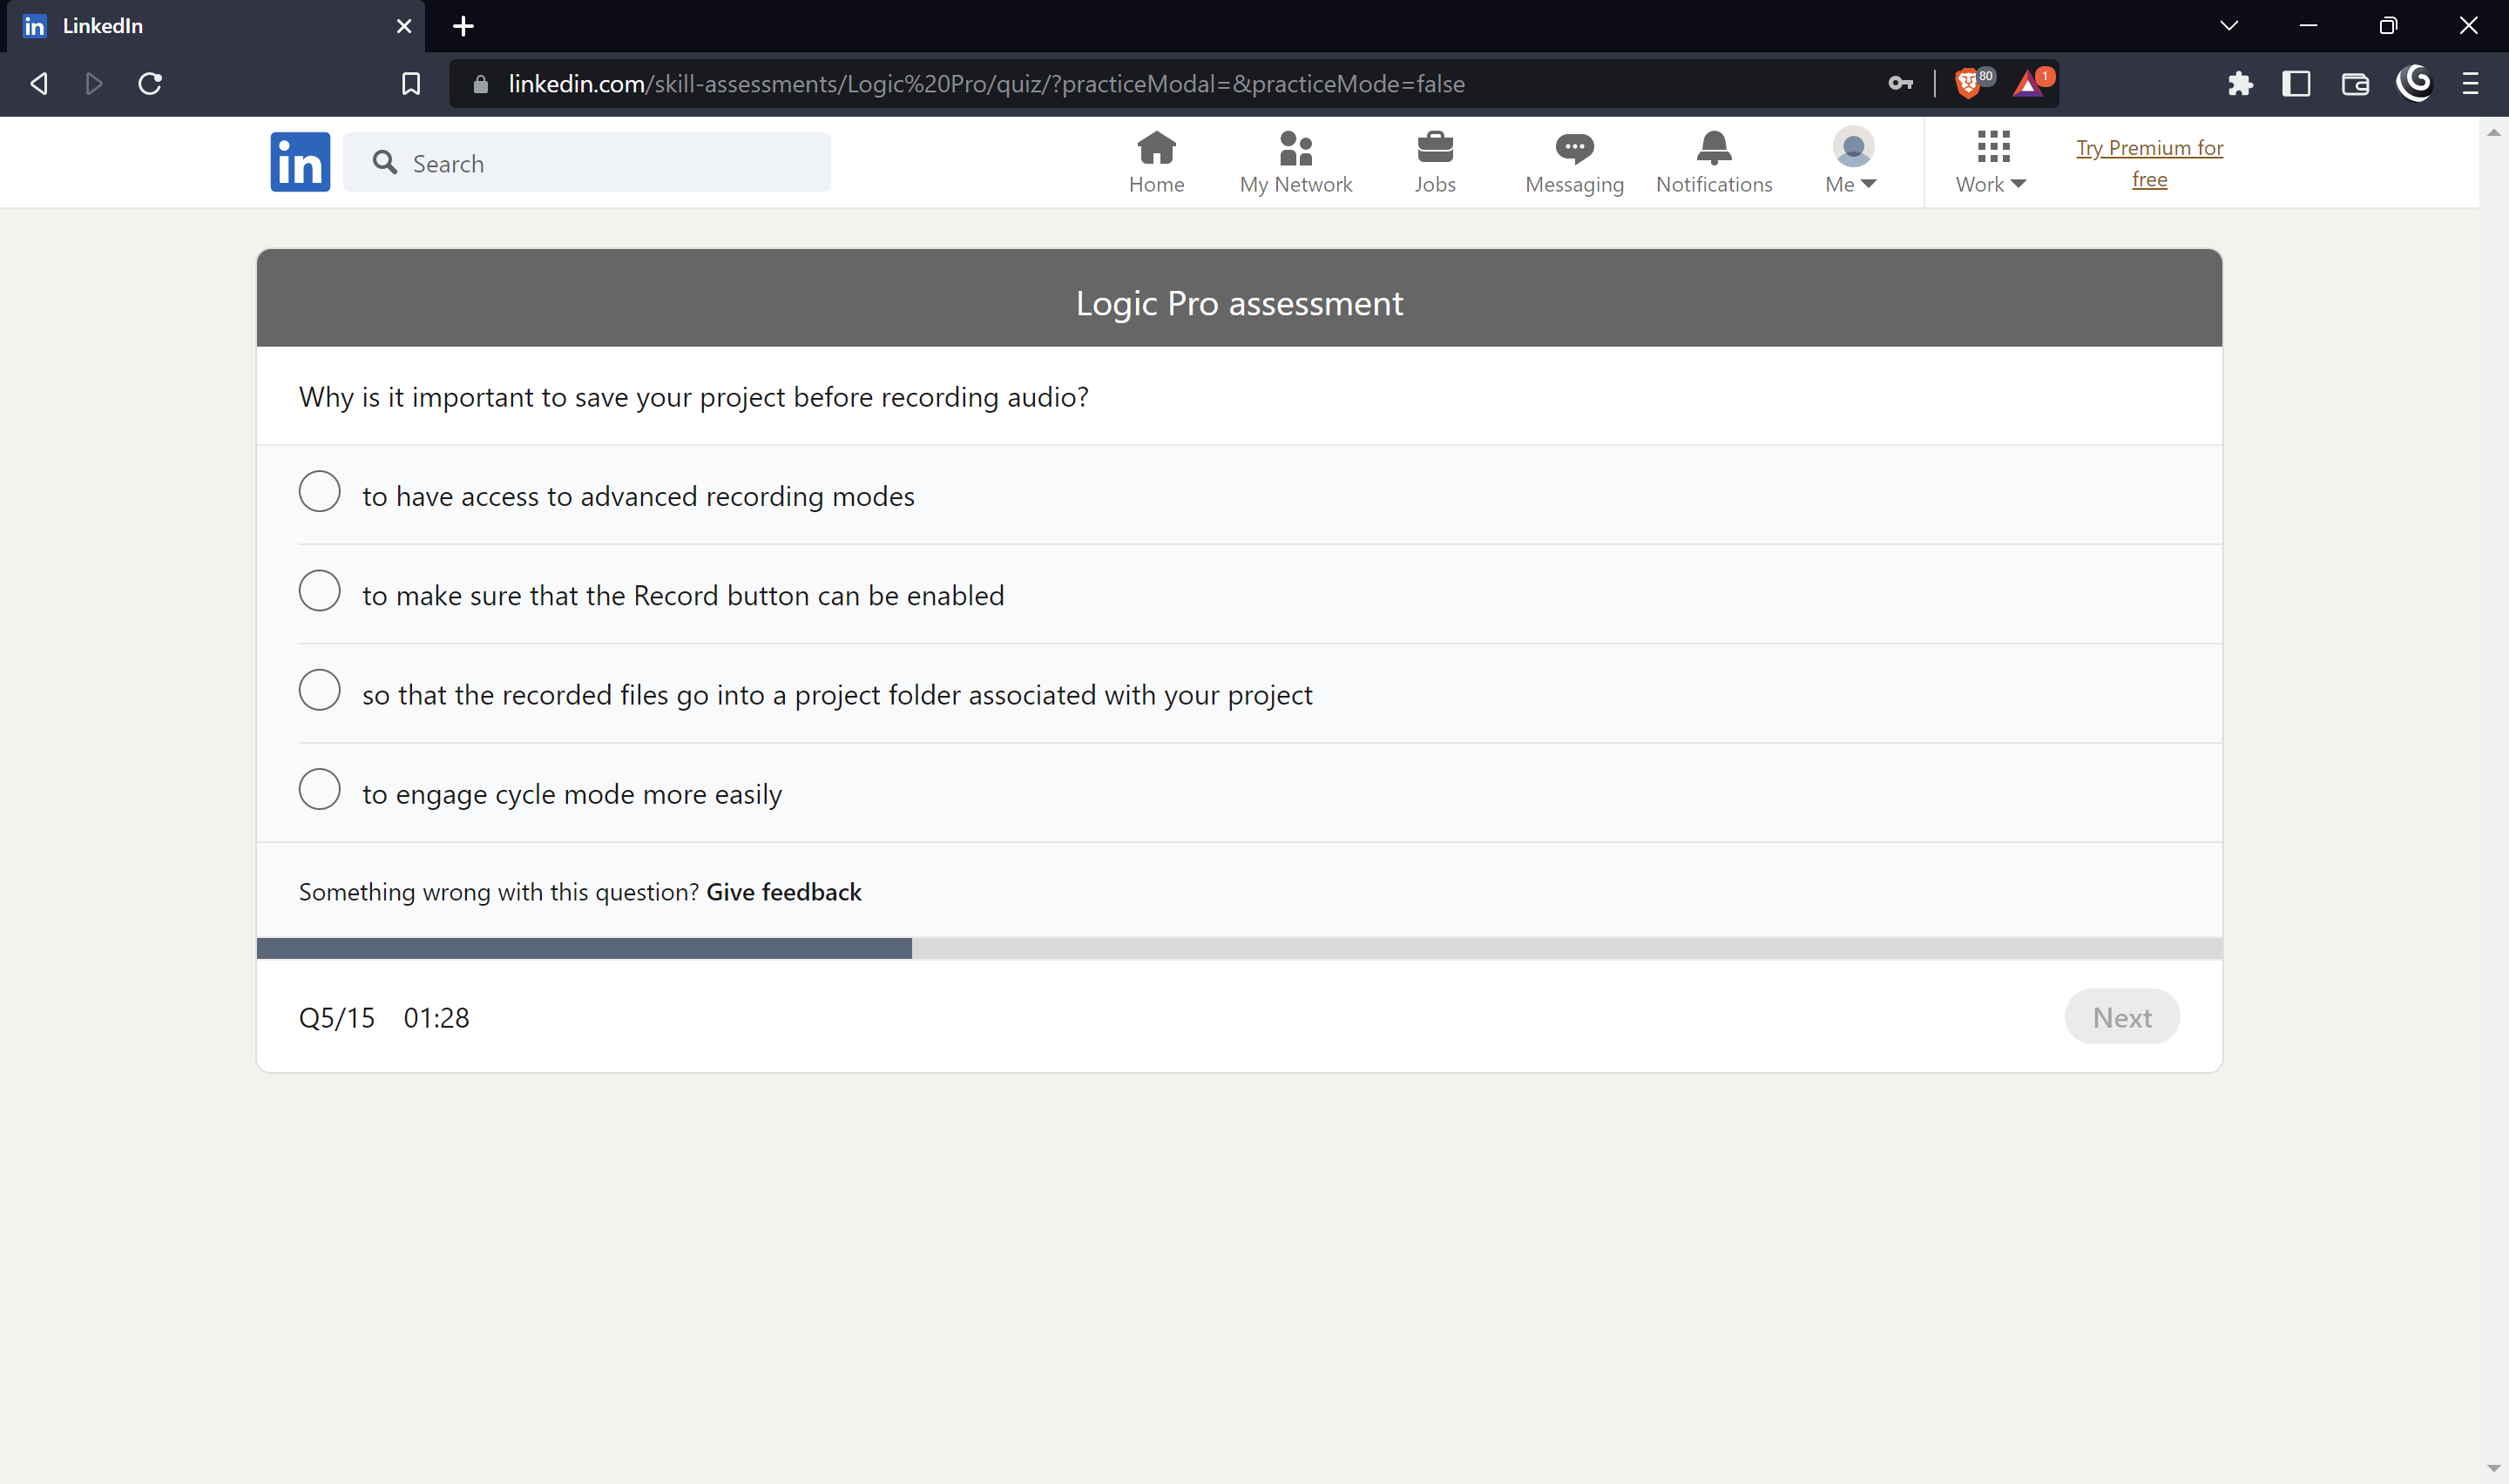 LinkedIn
linkedin.com/skill-assessments/Logic%20Pro/quiz/?practiceModal=&practiceMode=false
80
1
in
Search
Home
My Network
Jobs
Messaging
Notifications
Me
Work
Try Premium for
free
Logic Pro assessment
Why is it important to save your project before recording audio?
to have access to advanced recording modes
to make sure that the Record button can be enabled
so that the recorded files go into a project folder associated with your project
to engage cycle mode more easily
Something wrong with this question? Give feedback
Q5/15 01:28
Next